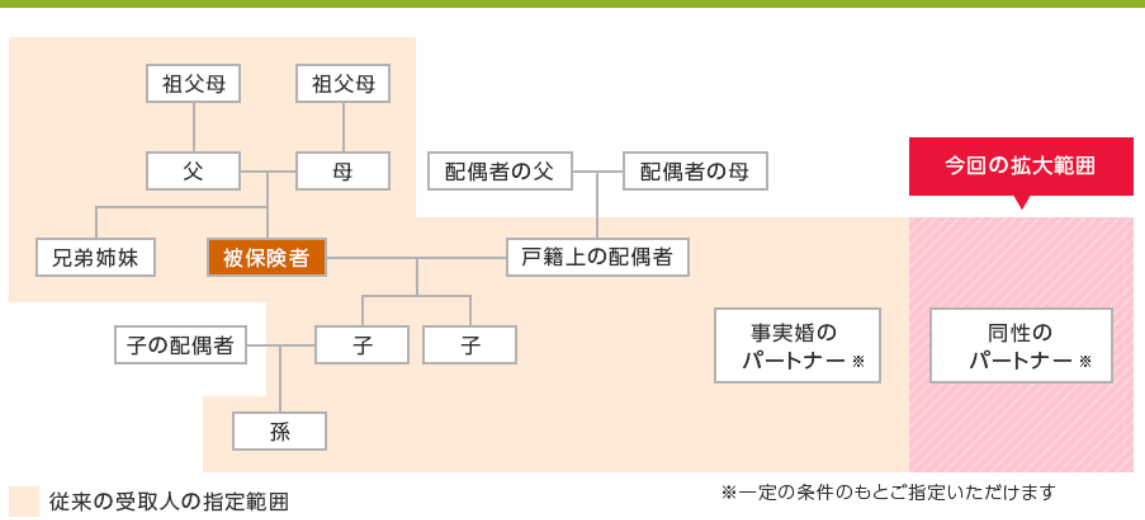 祖父母
祖父母
父
母
配偶者の父
配偶者の母
今回の拡大範囲
兄弟姉妹
被保険者
戸籍上の配偶者
子の配偶者
子
子
事実婚の
パートナー※
同性の
パートナー※
孫
従来の受取人の指定範囲
※一定の条件のもとご指定いただけます